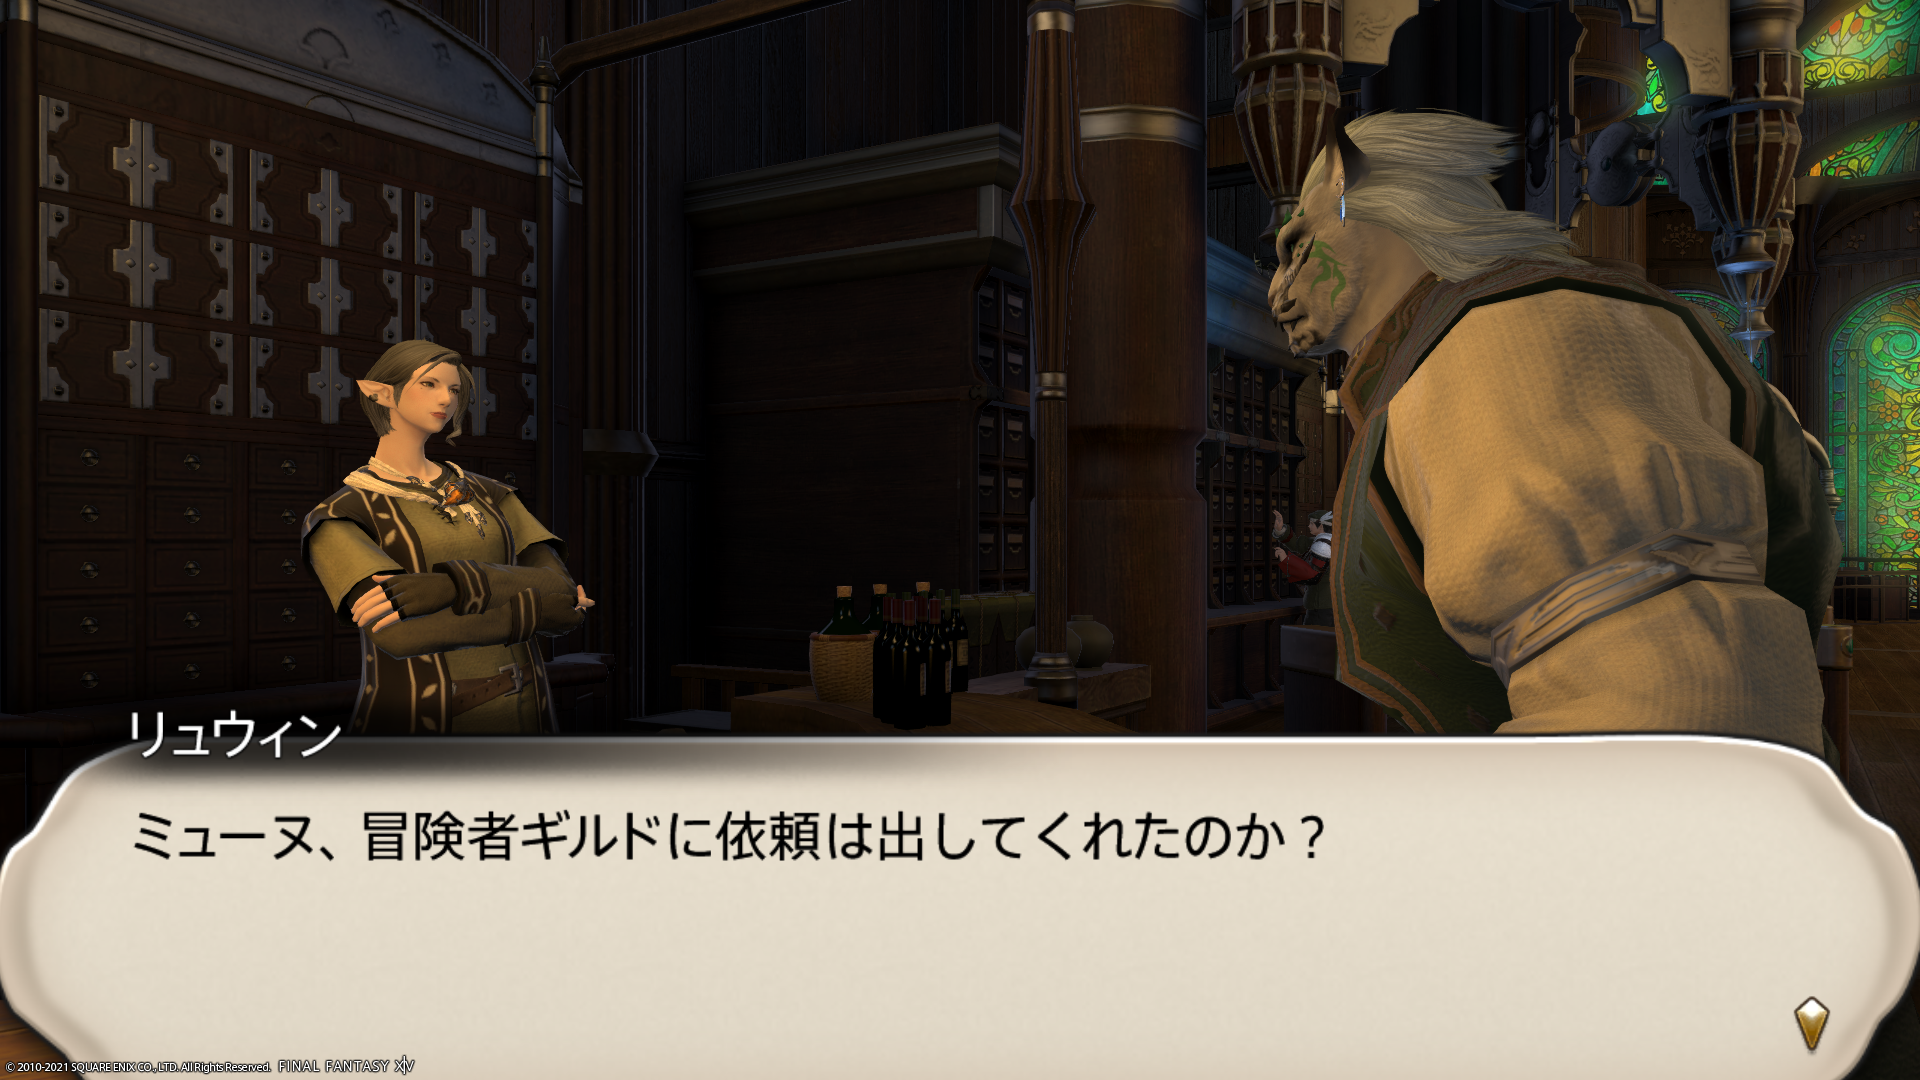 リュウィン
ミューヌ、冒険者ギルドに依頼は出してくれたのか？
© 2010-2021 SQUARE ENIX CO., LTD. All Rights Reserved. FINAL FANTASY XIV